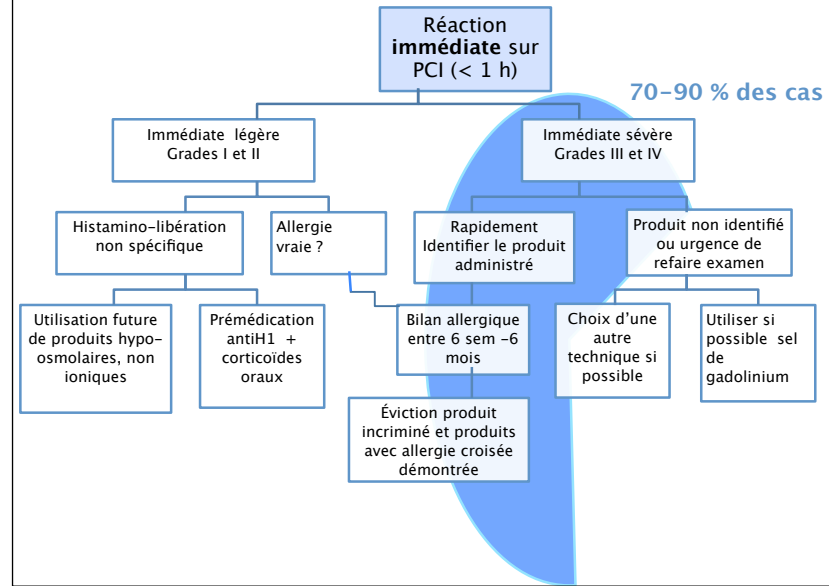 Réaction
immédiate sur
PCI (< 1 h)
70–90 % des cas
Immédiate légère
Grades I et II
Immédiate sévère
Grades III et IV
Histamino-libération
non spécifique
Allergie
vraie ?
Rapidement
Identifier le produit
administré
Produit non identifié
ou urgence de
refaire examen
Utilisation future
de produits hypo-
osmolaires, non
ioniques
Prémédication
antiH1 +
corticoïdes
oraux
Bilan allergique
entre 6 sem -6
mois
Choix d’une
autre
technique si
possible
Utiliser si
possible sel
de
gadolinium
Éviction produit
incriminé et produits
avec allergie croisée
démontrée